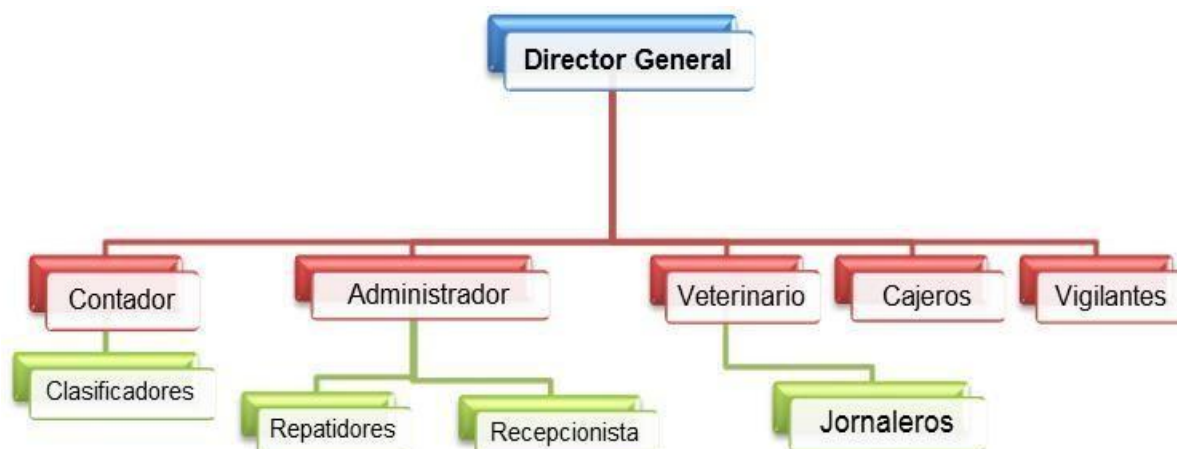 Director General
Contador
Administrador
Veterinario
Cajeros
Vigilantes
Clasificadores
Repatidores
Recepcionista
Jornaleros